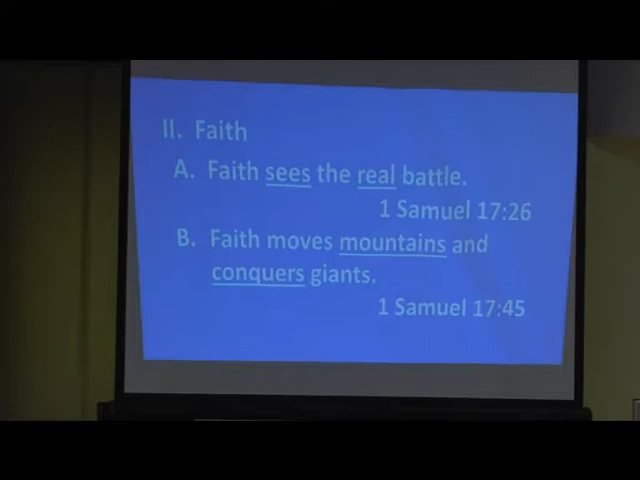 II. Faith
A. Faith sees the real battle.
1 Samuel 17:26
B. Faith moves mountains and
conquers giants.
1 Samuel 17:45